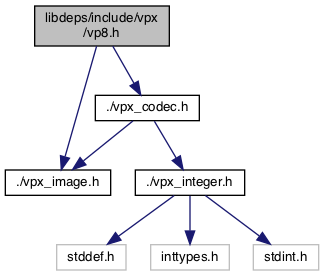 libdeps/include/vpx
/vp8.h
./vpx_codec.h
./vpx_image.h
./vpx_integer.h
stddef.h
inttypes.h
stdint.h